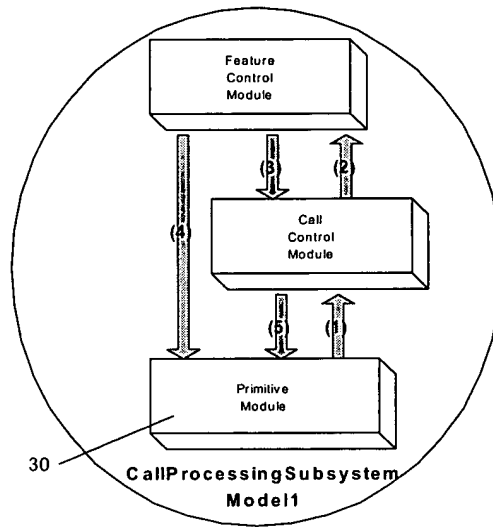 Feature
Control
Module
(3)
(2)
(4)
Call
Control
Module
(5)
(1)
Primitive
Module
30
CallProcessingSubsystem
Model1